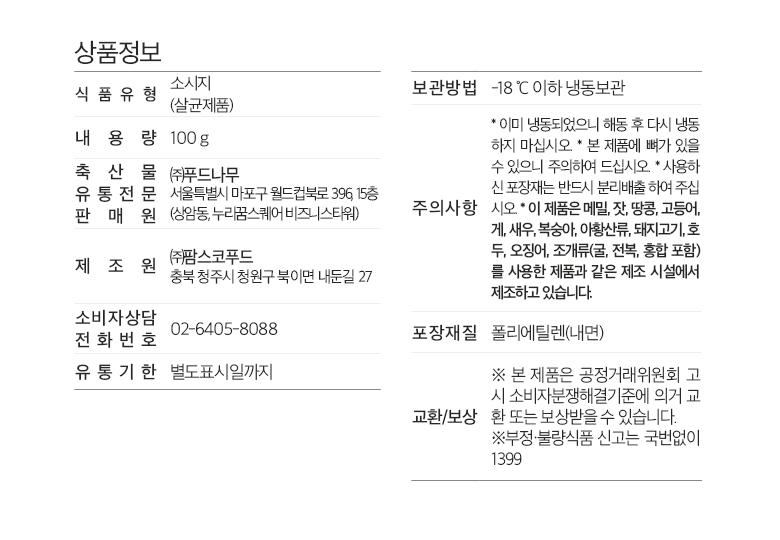 상품정보
식품유형 소시지
(살균제품)
내용량 100 g
축산물
유통전문
판매원
㈜푸드나무
서울특별시 마포구 월드컵북로 396, 15층
(상암동, 누리꿈스퀘어 비즈니스타워)
제조원
㈜팜스코푸드
충북 청주시 청원구 북이면 내둔길 27
소비자상담
전화번호
02-6405-8088
유통기한 별도표시일까지
보관방법 -18 ℃ 이하 냉동보관
주의사항
* 이미 냉동되었으니 해동 후 다시 냉동
하지 마십시오. * 본 제품에 뼈가 있을
수 있으니 주의하여 드십시오. * 사용하
신 포장재는 반드시 분리배출 하여 주십
시오. * 이 제품은 메밀, 잣, 땅콩, 고등어,
게, 새우, 복숭아, 아황산류, 돼지고기, 호
두, 오징어, 조개류(굴, 전복, 홍합 포함)
를 사용한 제품과 같은 제조 시설에서
제조하고 있습니다.
포장재질 폴리에틸렌(내면)
교환/보상
※ 본 제품은 공정거래위원회 고
시 소비자분쟁해결기준에 의거 교
환 또는 보상받을 수 있습니다.
※부정·불량식품 신고는 국번없이
1399